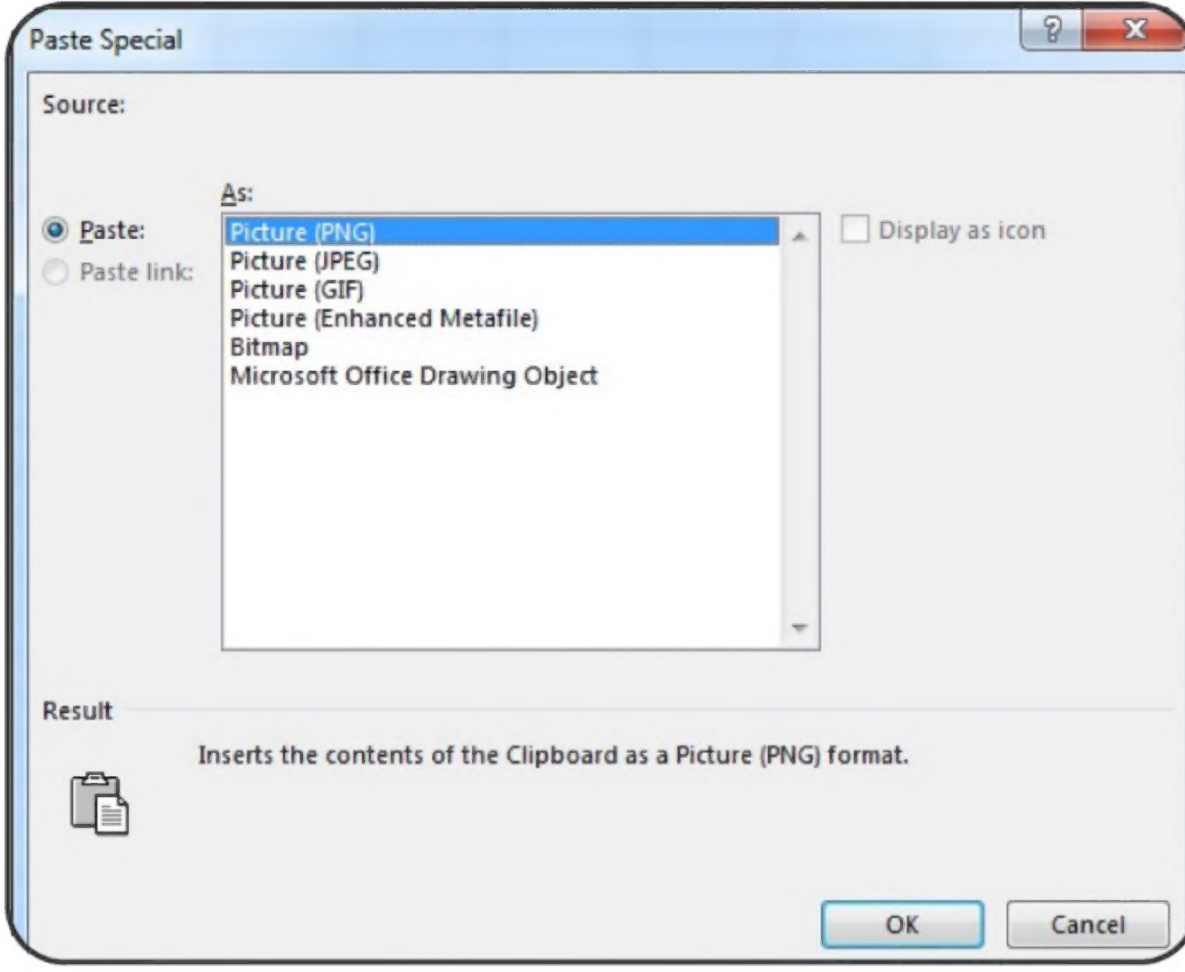 Paste Special
?
X
Source:
As:
Paste:
Paste link:
Picture (PNG)
Picture (JPEG)
Picture (GIF)
Picture (Enhanced Metafile)
Bitmap
Microsoft Office Drawing Object
Display as icon
Result
Inserts the contents of the Clipboard as a Picture (PNG) format.
OK
Cancel